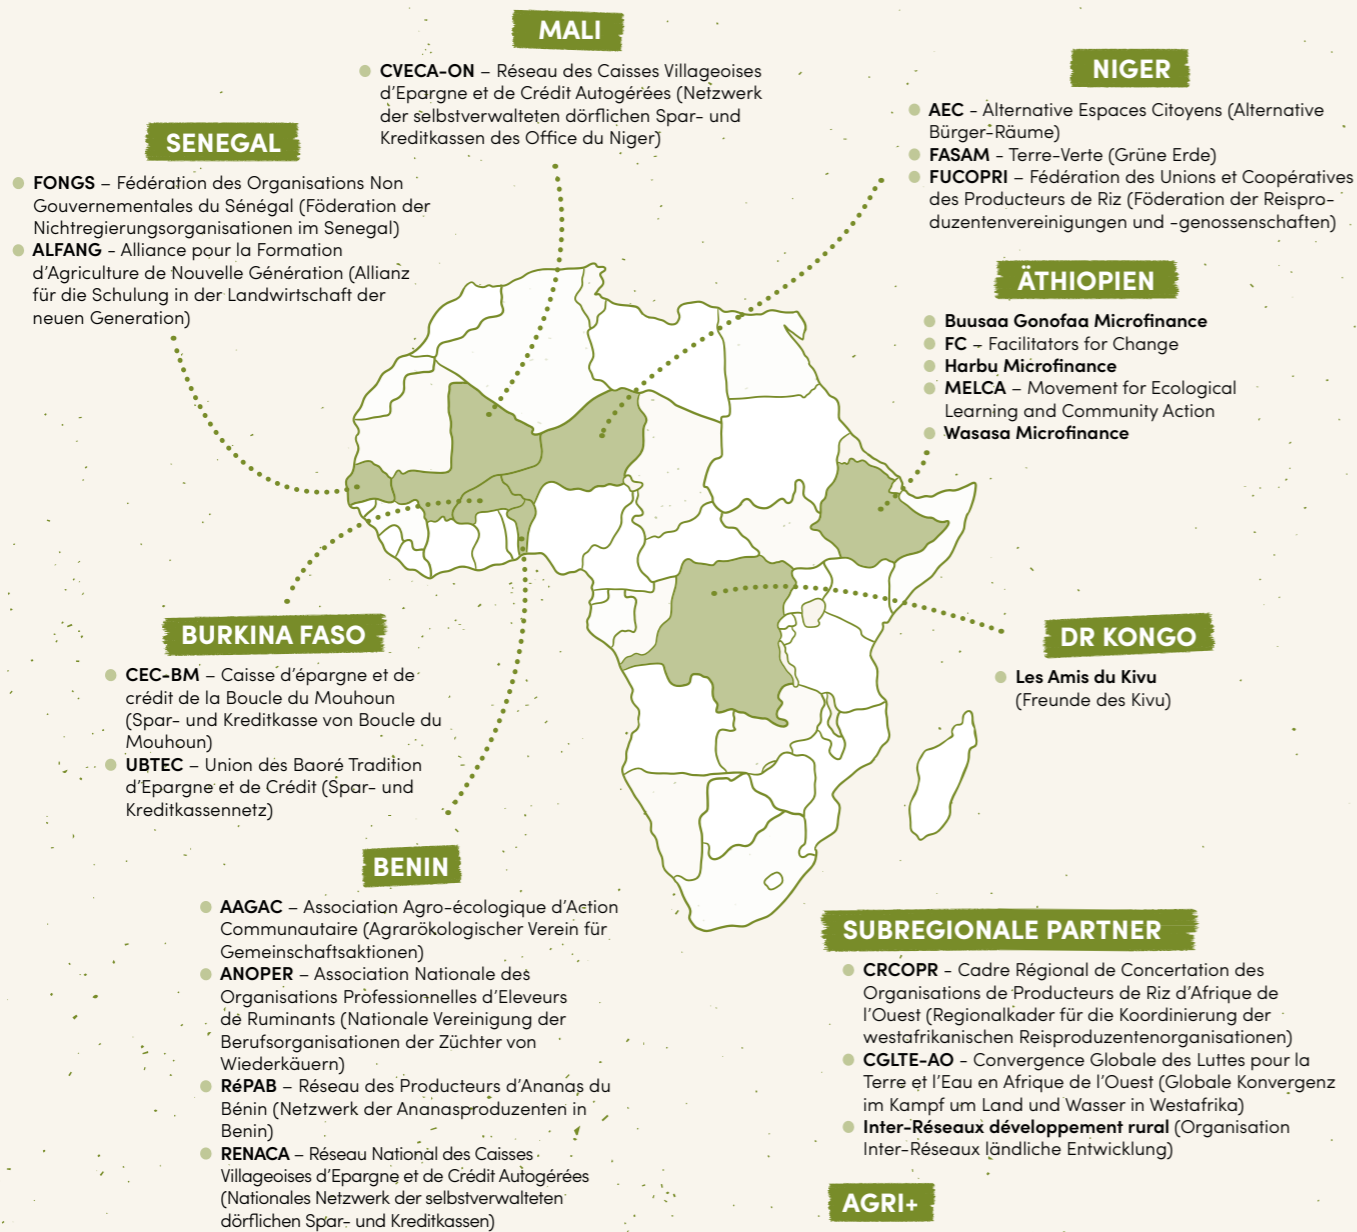 MALI
CVECA-ON – Réseau des Caisses Villageoises
d'Epargne et de Crédit Autogérées (Netzwerk
der selbstverwalteten dörflichen Spar- und
Kreditkassen des Office du Niger)
NIGER
AEC - Alternative Espaces Citoyens (Alternative
Bürger-Räume)
FASAM - Terre-Verte (Grüne Erde)
FUCOPRI – Fédération des Unions et Coopératives
des Producteurs de Riz (Föderation der Reispro-
duzentenvereinigungen und -genossenschaften)
SENEGAL
FONGS – Fédération des Organisations Non
Gouvernementales du Sénégal (Föderation der
Nichtregierungsorganisationen im Senegal)
ALFANG - Alliance pour la Formation
d'Agriculture de Nouvelle Génération (Allianz
für die Schulung in der Landwirtschaft der
neuen Generation)
ÄTHIOPIEN
Buusaa Gonofaa Microfinance
FC – Facilitators for Change
Harbu Microfinance
MELCA – Movement for Ecological
Learning and Community Action
Wasasa Microfinance
BURKINA FASO
CEC-BM – Caisse d'épargne et de
crédit de la Boucle du Mouhoun
(Spar- und Kreditkasse von Boucle du
Mouhoun)
UBTEC – Union des Baoré Tradition
d'Epargne et de Crédit (Spar- und
Kreditkassennetz)
DR KONGO
Les Amis du Kivu
(Freunde des Kivu)
BENIN
AAGAC – Association Agro-écologique d'Action
Communautaire (Agrarökologischer Verein für
Gemeinschaftsaktionen)
ANOPER – Association Nationale des
Organisations Professionnelles d'Eleveurs
de Ruminants (Nationale Vereinigung der
Berufsorganisationen der Züchter von
Wiederkäuern)
RéPAB – Réseau des Producteurs d'Ananas du
Bénin (Netzwerk der Ananasproduzenten in
Benin)
RENACA – Réseau National des Caisses
Villageoises d'Epargne et de Crédit Autogérées
(Nationales Netzwerk der selbstverwalteten
dörflichen Spar- und Kreditkassen)
SUBREGIONALE PARTNER
CRCOPR - Cadre Régional de Concertation des
Organisations de Producteurs de Riz d'Afrique de
l'Ouest (Regionalkader für die Koordinierung der
westafrikanischen Reisproduzentenorganisationen)
CGLTE-AO - Convergence Globale des Luttes pour la
Terre et l'Eau en Afrique de l'Ouest (Globale Konvergenz
im Kampf um Land und Wasser in Westafrika)
Inter-Réseaux développement rural (Organisation
Inter-Réseaux ländliche Entwicklung)
AGRI+